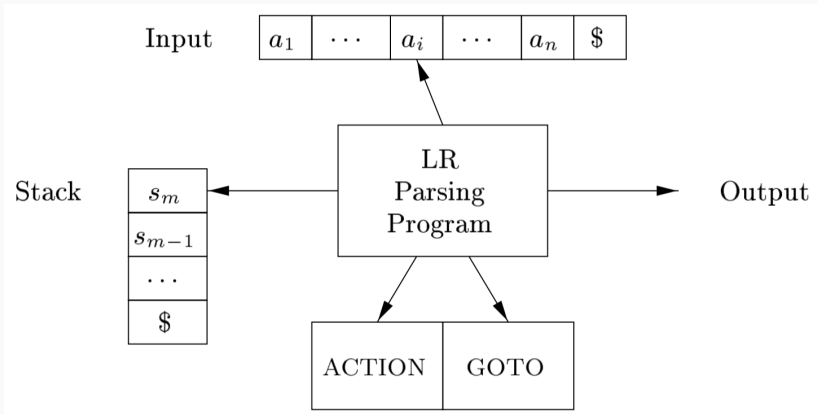 Input a₁ ··· aᵢ ··· aₙ $
LR
Parsing
Program
Stack
sₘ
sₘ₋₁
···
$
Output
ACTION GOTO